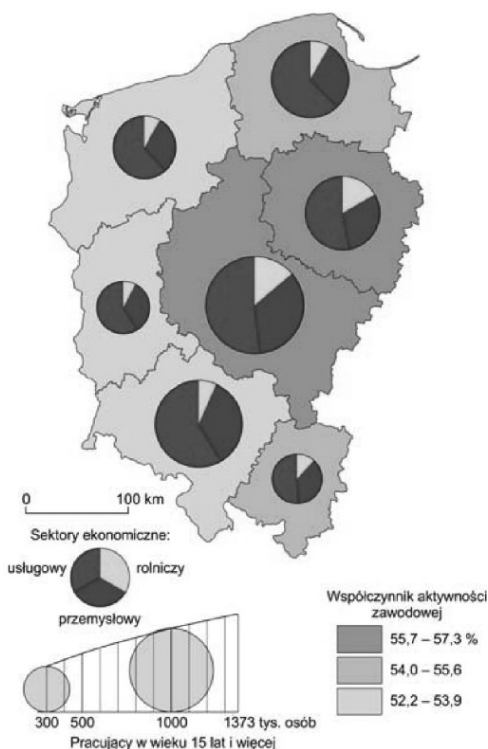 0 100 km
Sektory ekonomiczne:
usługowy rolniczy
przemysłowy
300 500 1000 1373 tys. osób
Pracujący w wieku 15 lat i więcej
Współczynnik aktywności
zawodowej
55,7 – 57,3 %
54,0 – 55,6
52,2 – 53,9